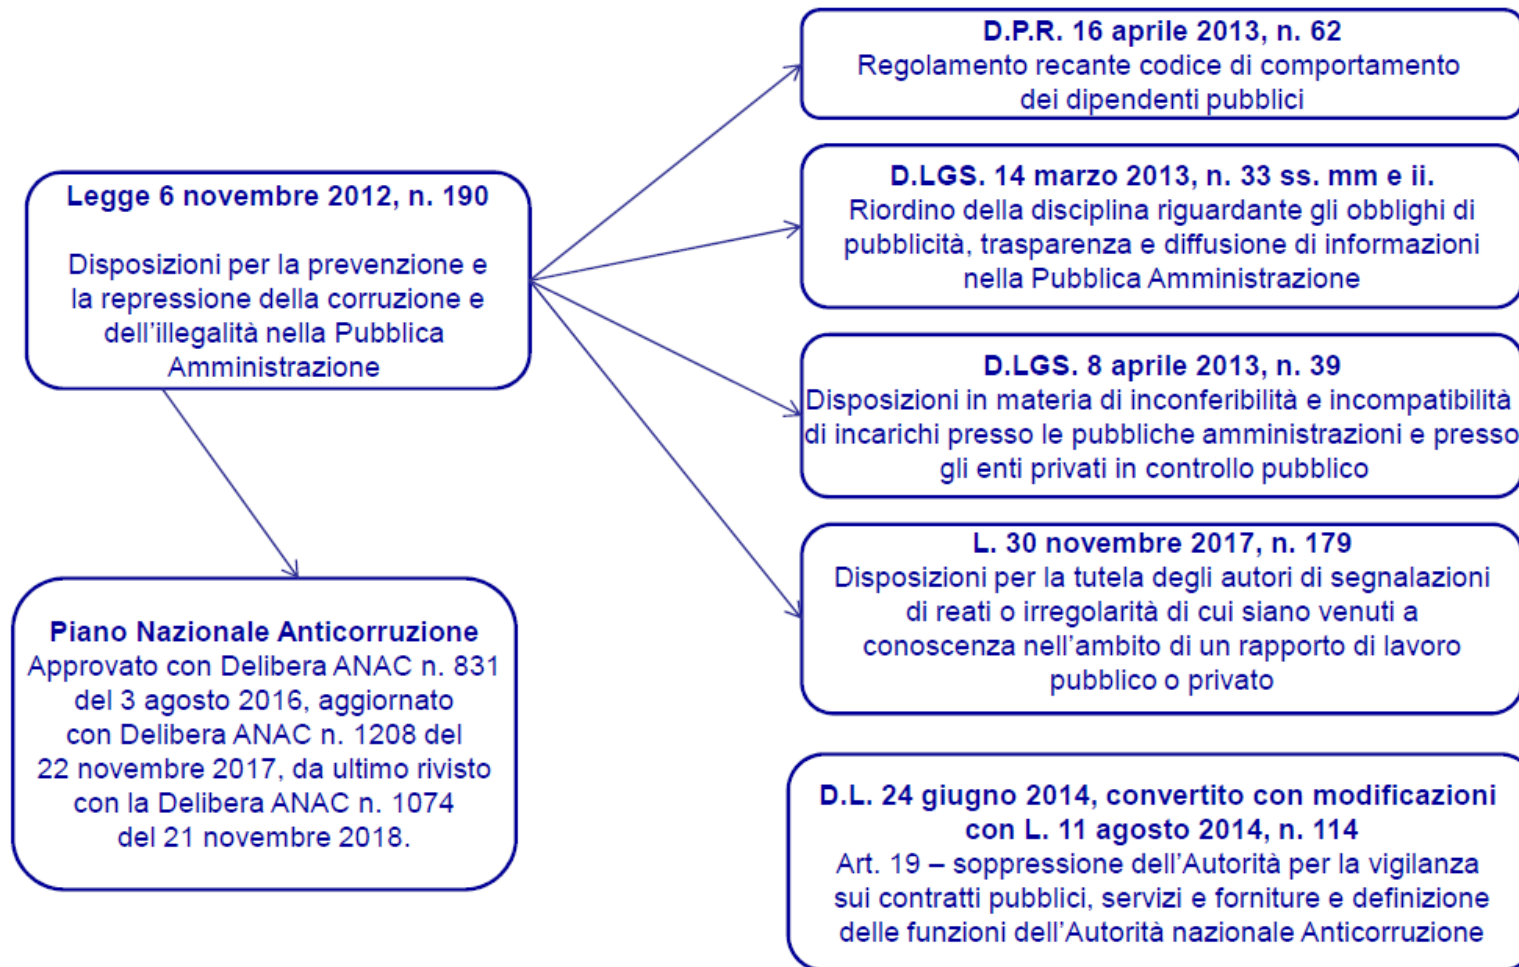 Legge 6 novembre 2012, n. 190
Disposizioni per la prevenzione e
la repressione della corruzione e
dell’illegalità nella Pubblica
Amministrazione
Piano Nazionale Anticorruzione
Approvato con Delibera ANAC n. 831
del 3 agosto 2016, aggiornato
con Delibera ANAC n. 1208 del
22 novembre 2017, da ultimo rivisto
con la Delibera ANAC n. 1074
del 21 novembre 2018.
D.P.R. 16 aprile 2013, n. 62
Regolamento recante codice di comportamento
dei dipendenti pubblici
D.LGS. 14 marzo 2013, n. 33 ss. mm e ii.
Riordino della disciplina riguardante gli obblighi di
pubblicità, trasparenza e diffusione di informazioni
nella Pubblica Amministrazione
D.LGS. 8 aprile 2013, n. 39
Disposizioni in materia di inconferibilità e incompatibilità
di incarichi presso le pubbliche amministrazioni e presso
gli enti privati in controllo pubblico
L. 30 novembre 2017, n. 179
Disposizioni per la tutela degli autori di segnalazioni
di reati o irregolarità di cui siano venuti a
conoscenza nell’ambito di un rapporto di lavoro
pubblico o privato
D.L. 24 giugno 2014, convertito con modificazioni
con L. 11 agosto 2014, n. 114
Art. 19 – soppressione dell’Autorità per la vigilanza
sui contratti pubblici, servizi e forniture e definizione
delle funzioni dell’Autorità nazionale Anticorruzione